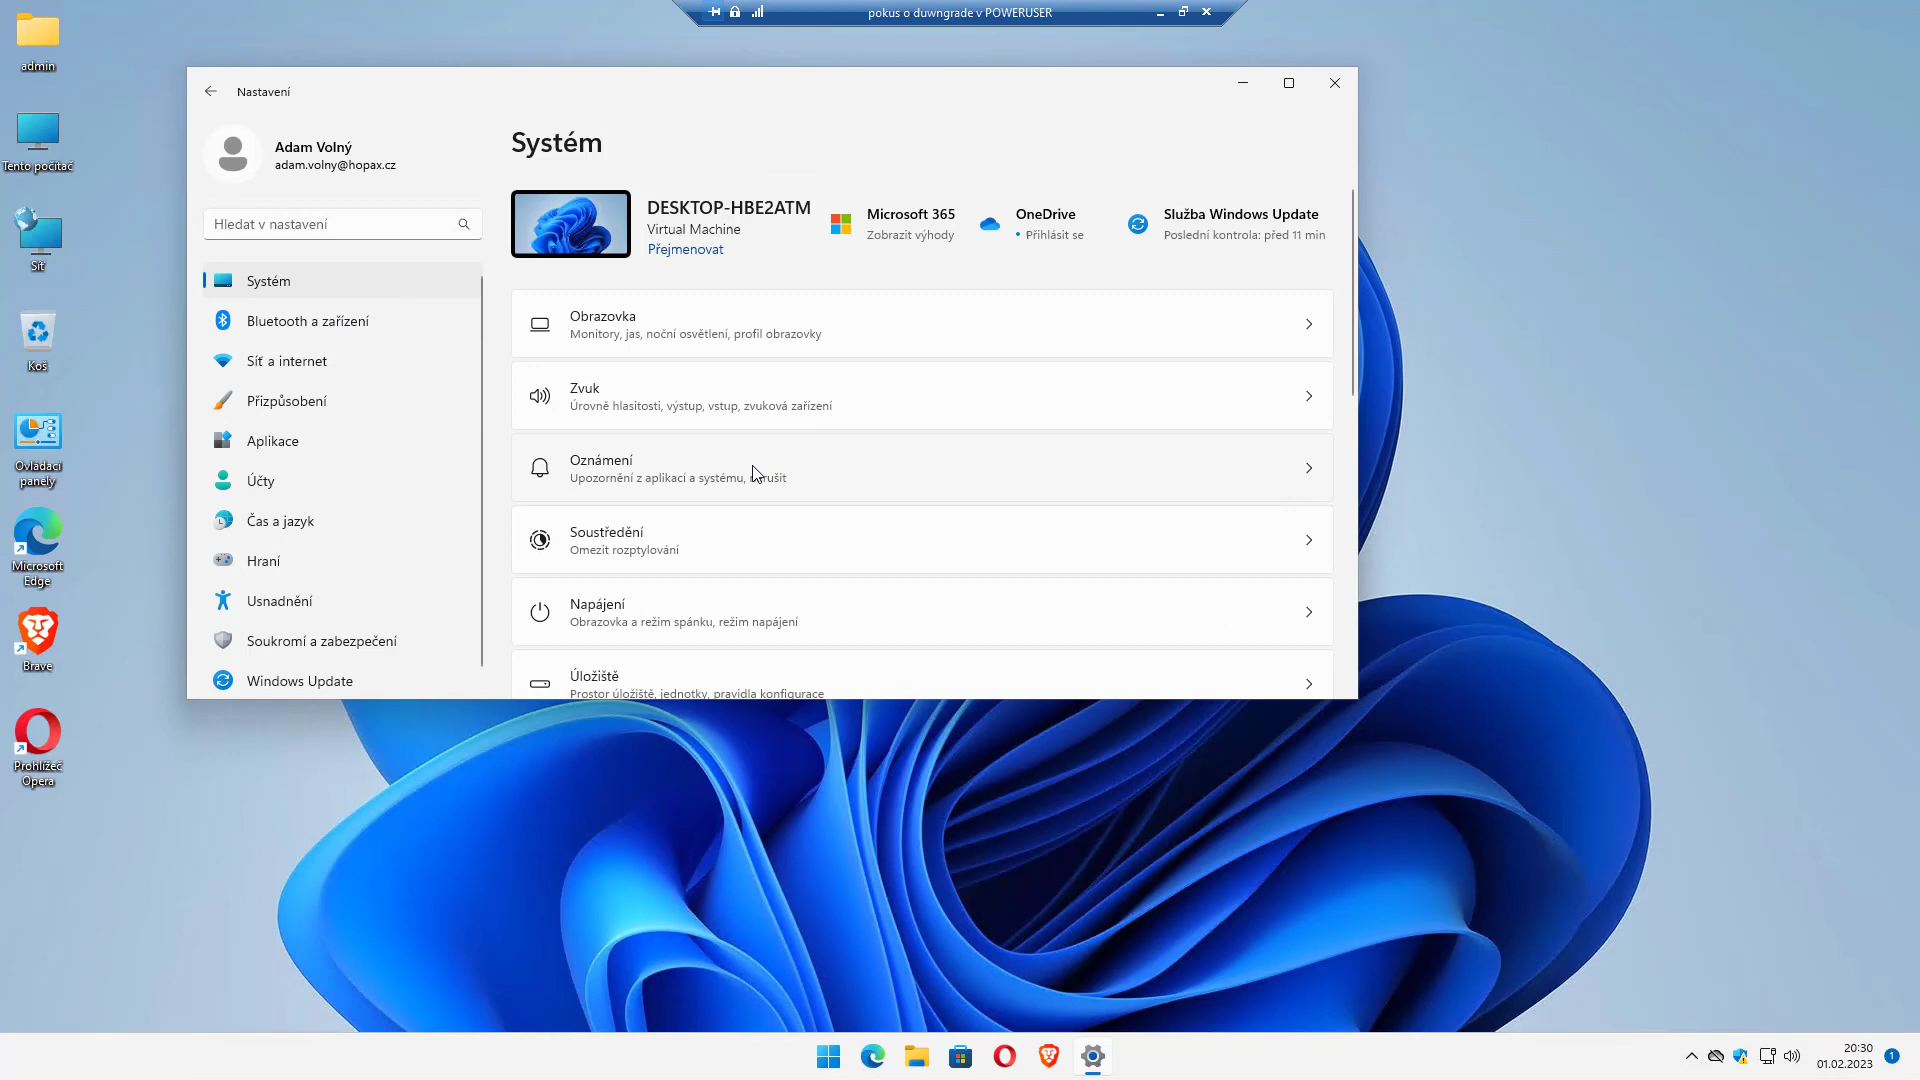 pokus o duwngrade v POWERUSER
admin
Tento počítač
Síť
Koš
Ovládací
panely
Microsoft
Edge
Brave
Prohlížeč
Opera
Nastavení
Adam Volný
adam.volny@hopax.cz
Hledat v nastavení
Systém
Bluetooth a zařízení
Síť a internet
Přizpůsobení
Aplikace
Účty
Čas a jazyk
Hraní
Usnadnění
Soukromí a zabezpečení
Windows Update
Systém
DESKTOP-HBE2ATM
Virtual Machine
Přejmenovat
Microsoft 365
Zobrazit výhody
OneDrive
• Přihlásit se
Služba Windows Update
Poslední kontrola: před 11 min
Obrazovka
Monitory, jas, noční osvětlení, profil obrazovky
Zvuk
Úrovně hlasitosti, výstup, vstup, zvuková zařízení
Oznámení
Upozornění z aplikací a systému,
Soustředění
Omezit rozptylování
Napájení
Obrazovka a režim spánku, režim napájení
Úložiště
Prostor úložiště, jednotky, pravidla konfigurace
20:30
01.02.2023
1